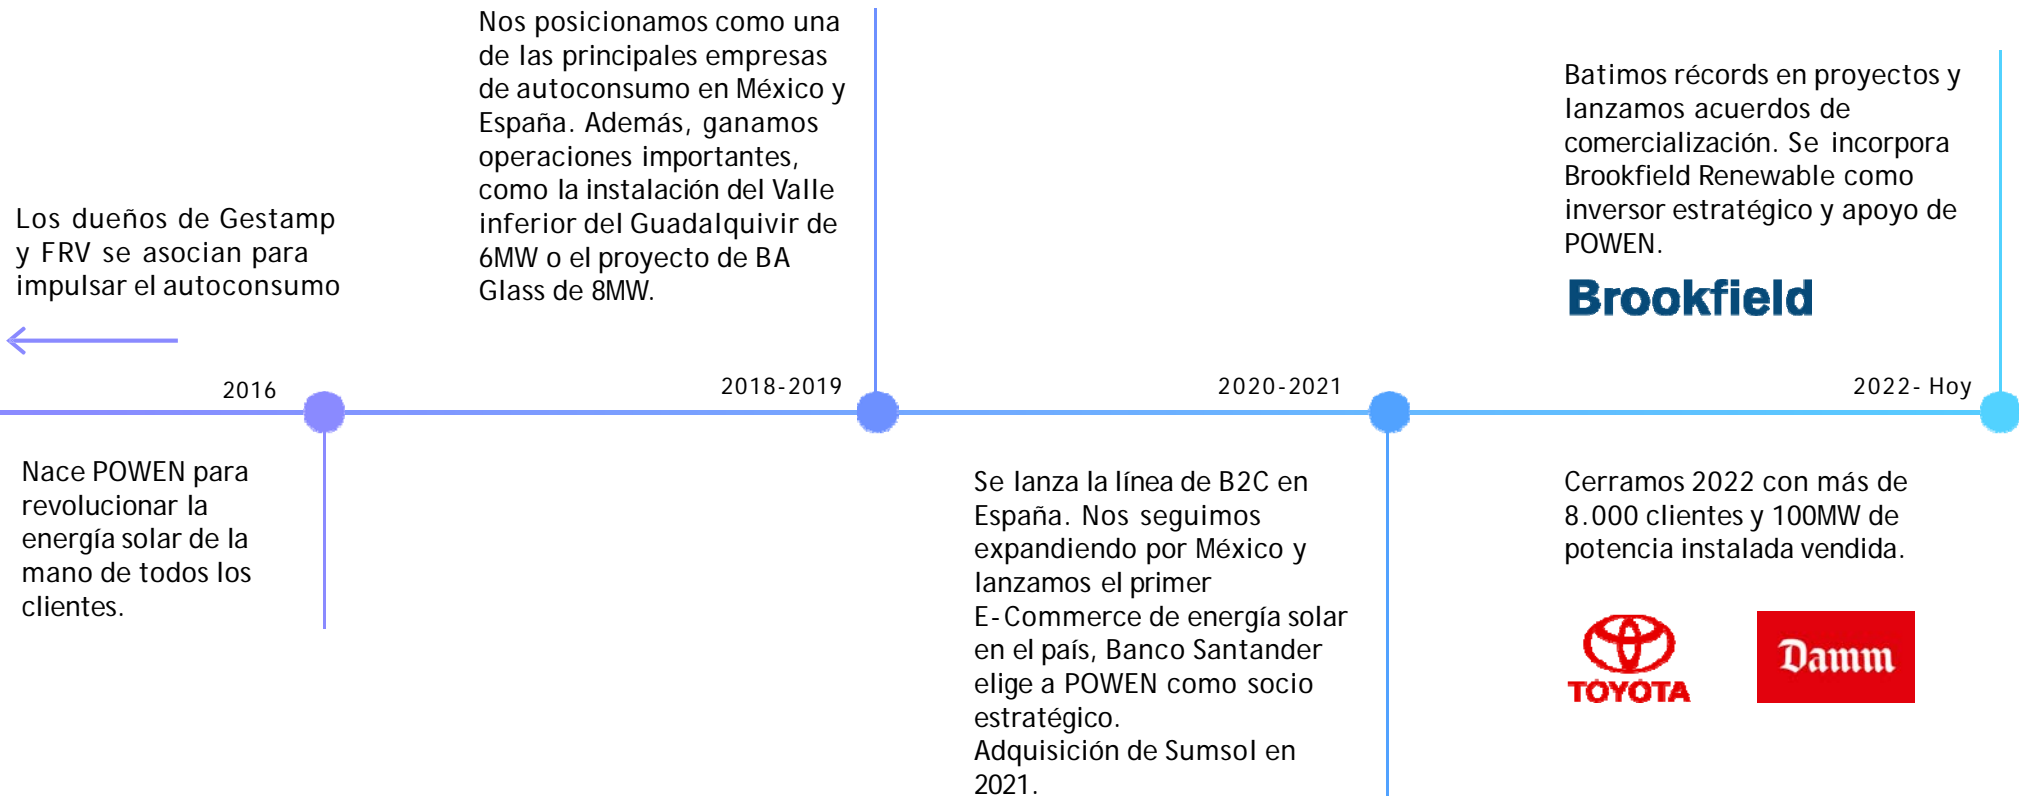 Los dueños de Gestamp
y FRV se asocian para
impulsar el autoconsumo
2016
Nace POWEN para
revolucionar la
energía solar de la
mano de todos los
clientes.
Nos posicionamos como una
de las principales empresas
de autoconsumo en México y
España. Además, ganamos
operaciones importantes,
como la instalación del Valle
inferior del Guadalquivir de
6MW o el proyecto de BA
Glass de 8MW.
2018-2019
2020-2021
Se lanza la línea de B2C en
España. Nos seguimos
expandiendo por México y
lanzamos el primer
E-Commerce de energía solar
en el país, Banco Santander
elige a POWEN como socio
estratégico.
Adquisición de Sumsol en
2021.
Batimos récords en proyectos y
lanzamos acuerdos de
comercialización. Se incorpora
Brookfield Renewable como
inversor estratégico y apoyo de
POWEN.
Brookfield
2022- Hoy
Cerramos 2022 con más de
8.000 clientes y 100MW de
potencia instalada vendida.
TOYOTA
Damm